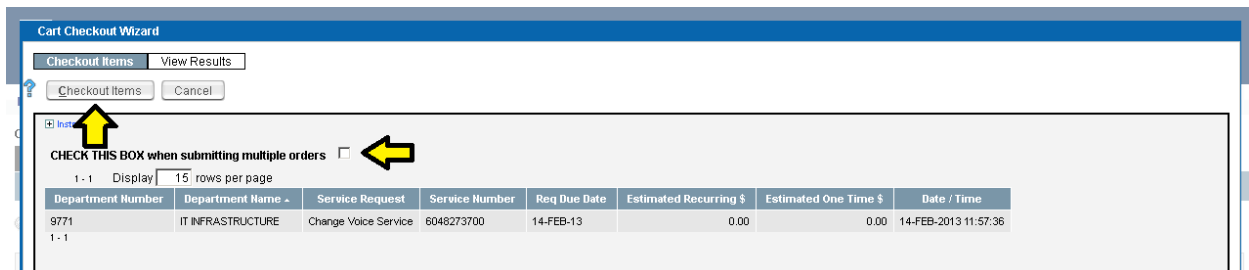 Cart Checkout Wizard
Checkout Items View Results
? Checkout Items Cancel
Inst
CHECK THIS BOX when submitting multiple orders
1 - 1 Display 15 rows per page
Department Number Department Name Service Request Service Number Req Due Date Estimated Recurring $ Estimated One Time $ Date / Time
9771 IT INFRASTRUCTURE Change Voice Service 6048273700 14-FEB-13 0.00 0.00 14-FEB-2013 11:57:36
1 - 1